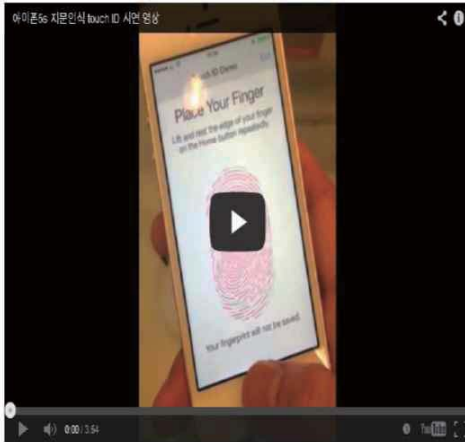 아이폰5s 지문인식 touch ID 시연 영상
Touch ID Demo
Place Your Finger
Lift and rest the edge of your finger
on the Home button repeatedly.
Your fingerprint will not be saved.
0:00 / 3:54
YouTube